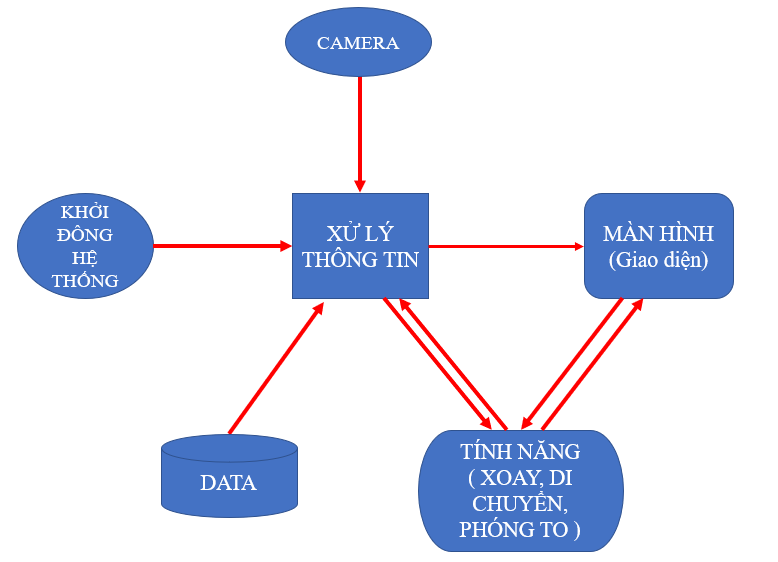 CAMERA
KHỞI
ĐÔNG
HỆ
THỐNG
XỬ LÝ
THÔNG TIN
MÀN HÌNH
(Giao diện)
DATA
TÍNH NĂNG
( XOAY, DI
CHUYỂN,
PHÓNG TO )